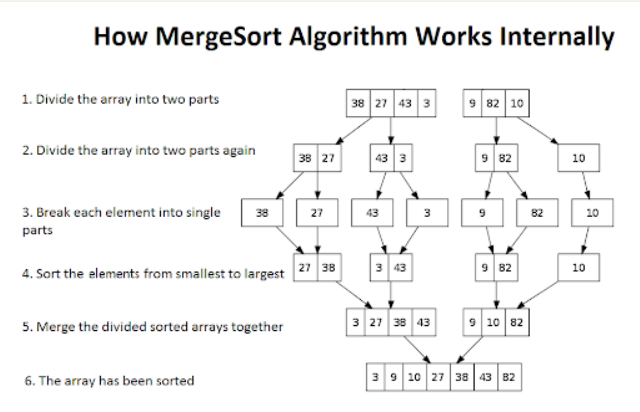 How MergeSort Algorithm Works Internally
1. Divide the array into two parts
38 27 43 3 9 82 10
2. Divide the array into two parts again
38 27 43 3 9 82 10
3. Break each element into single
parts
38 27 43 3 9 82 10
4. Sort the elements from smallest to largest
27 38 3 43 9 82 10
5. Merge the divided sorted arrays together
3 27 38 43 9 10 82
6. The array has been sorted
3 9 10 27 38 43 82